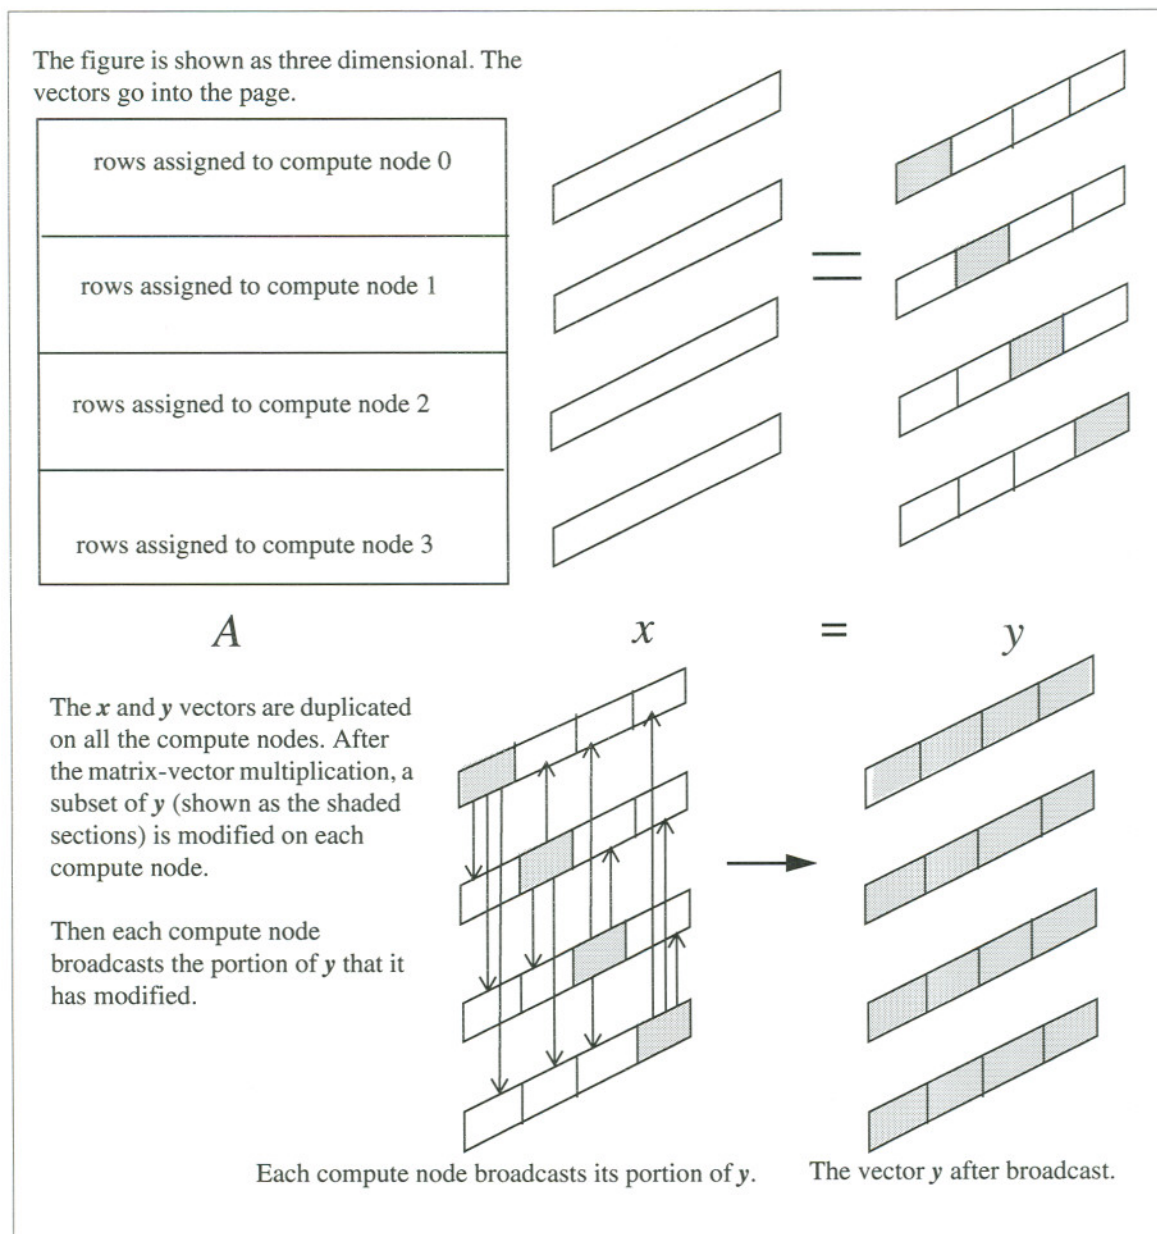 The figure is shown as three dimensional. The
vectors go into the page.
rows assigned to compute node 0
rows assigned to compute node 1
rows assigned to compute node 2
rows assigned to compute node 3
=
A x = y
The x and y vectors are duplicated
on all the compute nodes. After
the matrix-vector multiplication, a
subset of y (shown as the shaded
sections) is modified on each
compute node.
Then each compute node
broadcasts the portion of y that it
has modified.
Each compute node broadcasts its portion of y. The vector y after broadcast.